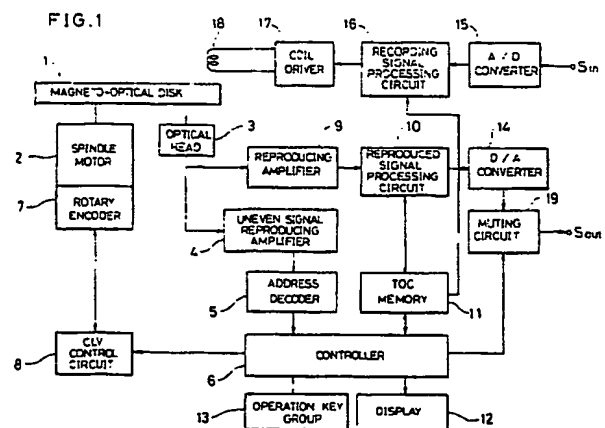 FIG.1
18
17
16
15
COIL
DRIVER
RECORDING
SIGNAL
PROCESSING
CIRCUIT
A / D
CONVERTER
Sin
1
MAGNETO-OPTICAL DISK
3
9
10
14
2
SPINDLE
MOTOR
OPTICAL
HEAD
REPRODUCING
AMPLIFIER
REPRODUCED
SIGNAL
PROCESSING
CIRCUIT
D / A
CONVERTER
19
7
ROTARY
ENCODER
UNEVEN SIGNAL
REPRODUCING
AMPLIFIER
4
MUTING
CIRCUIT
Sout
5
ADDRESS
DECODER
TOC
MEMORY
11
8
CLV
CONTROL
CIRCUIT
CONTROLLER
6
13
OPERATION KEY
GROUP
DISPLAY
12